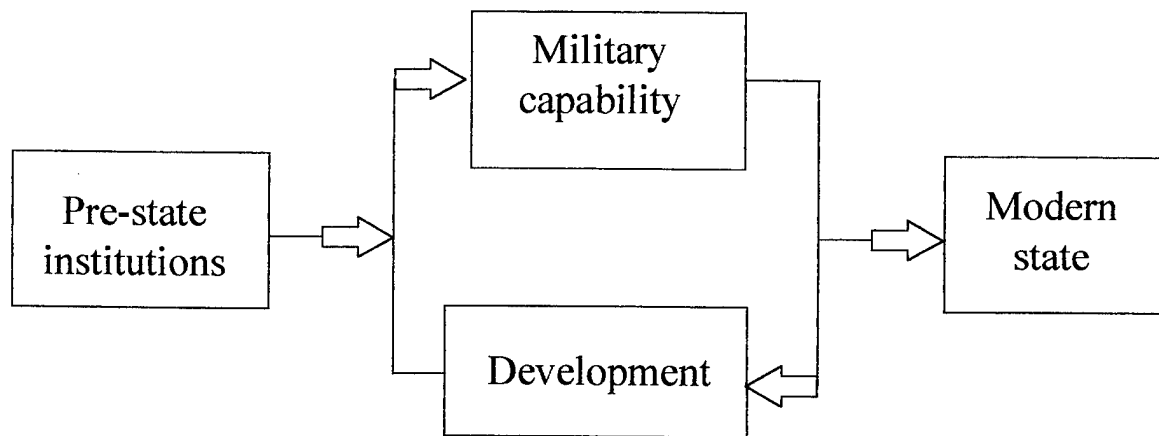 Military
capability
Pre-state
institutions
Modern
state
Development